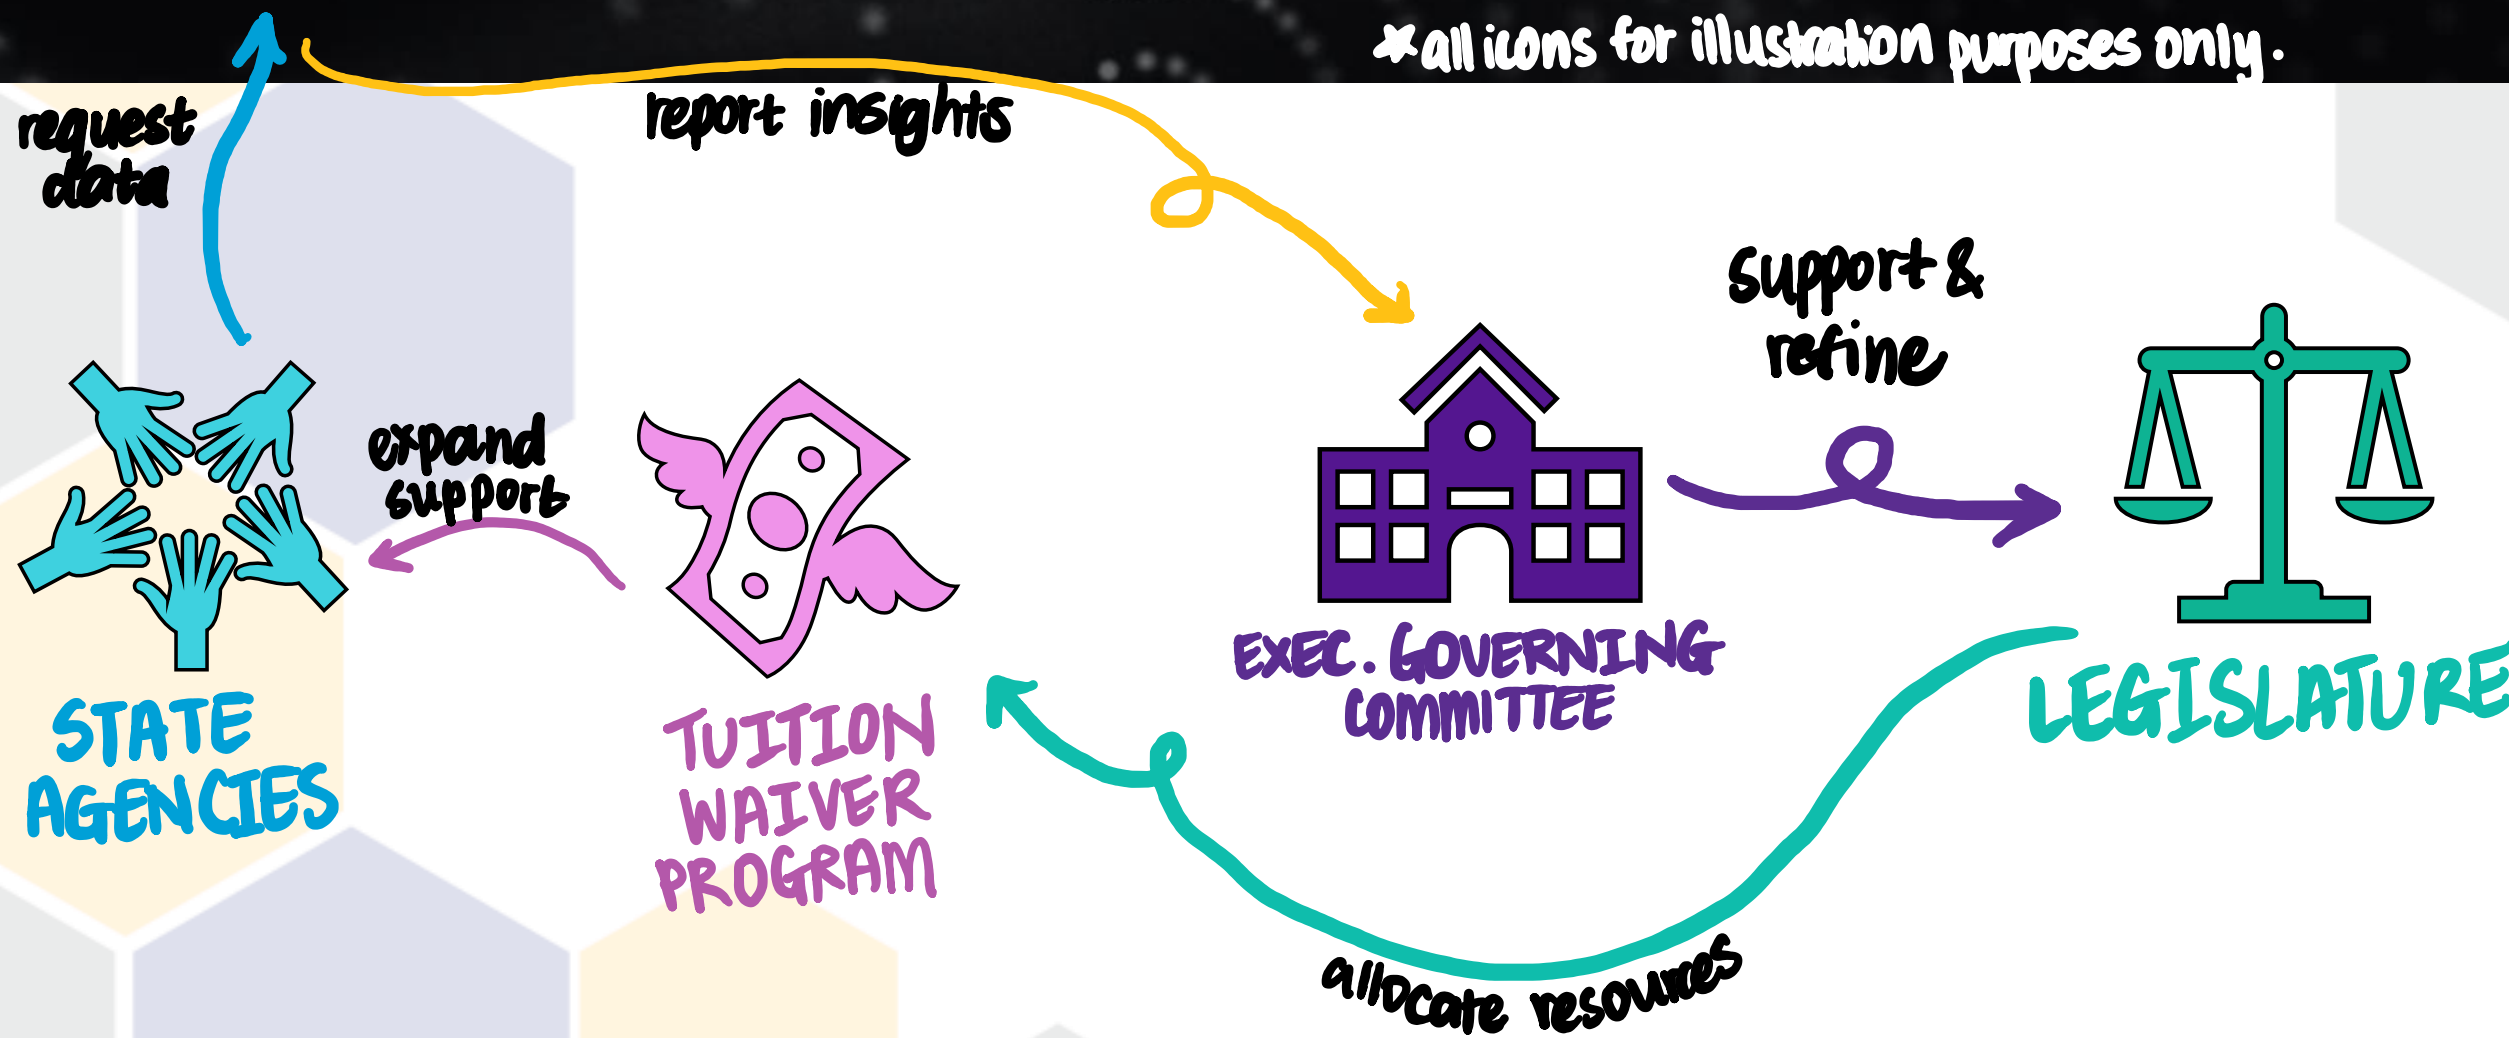 *all icons for illustration purposes only.
request
data
report insights
support &
refine
expand
support
STATE
AGENCIES
TUITION
WAIVER
PROGRAM
EXEC. GOVERNING
COMMITTEE
LEGISLATURE
allocate resources